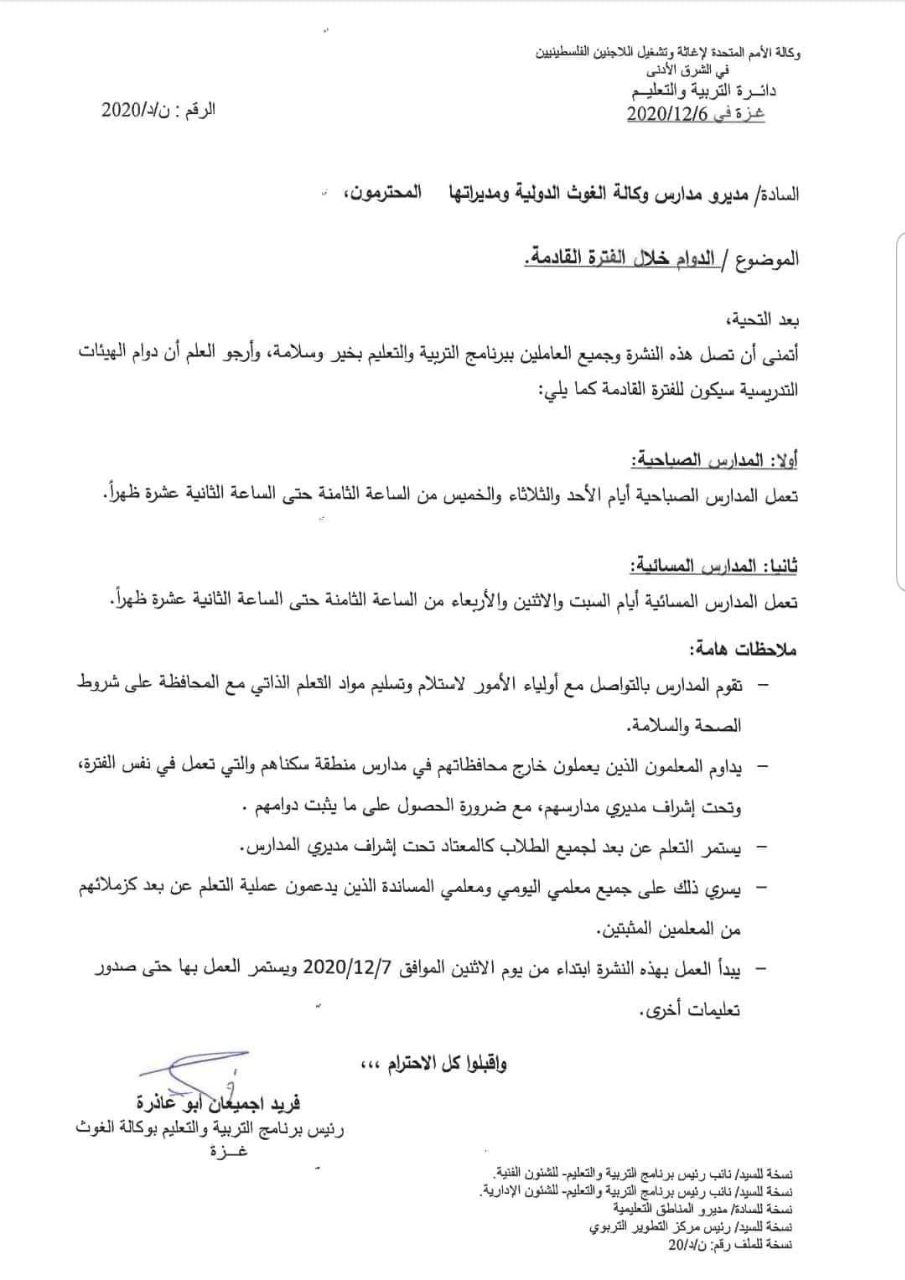 وكالة الأمم المتحدة لإغاثة وتشغيل اللاجئين الفلسطينيين
في الشرق الأدنى
دائــرة التربية والتعليــم
غــزة في 2020/12/6
الرقم : ن/د/2020
السادة/ مديرو مدارس وكالة الغوث الدولية ومديراتها المحترمون،
الموضوع / الدوام خلال الفترة القادمة.
بعد التحية،
أتمنى أن تصل هذه النشرة وجميع العاملين ببرنامج التربية والتعليم بخير وسلامة، وأرجو العلم أن دوام الهيئات
التدريسية سيكون للفترة القادمة كما يلي:
أولا: المدارس الصباحية:
تعمل المدارس الصباحية أيام الأحد والثلاثاء والخميس من الساعة الثامنة حتى الساعة الثانية عشرة ظهراً.
ثانيا: المدارس المسائية:
تعمل المدارس المسائية أيام السبت والاثنين والأربعاء من الساعة الثامنة حتى الساعة الثانية عشرة ظهراً.
ملاحظات هامة:
– تقوم المدارس بالتواصل مع أولياء الأمور لاستلام وتسليم مواد التعلم الذاتي مع المحافظة على شروط
الصحة والسلامة.
– يداوم المعلمون الذين يعملون خارج محافظاتهم في مدارس منطقة سكناهم والتي تعمل في نفس الفترة،
وتحت إشراف مديري مدارسهم، مع ضرورة الحصول على ما يثبت دوامهم .
– يستمر التعلم عن بعد لجميع الطلاب كالمعتاد تحت إشراف مديري المدارس.
– يسري ذلك على جميع معلمي اليومي ومعلمي المساندة الذين يدعمون عملية التعلم عن بعد كزملائهم
من المعلمين المثبتين.
– يبدأ العمل بهذه النشرة ابتداء من يوم الاثنين الموافق 2020/12/7 ويستمر العمل بها حتى صدور
تعليمات أخرى.
واقبلوا كل الاحترام ،،،
فريد اجميعان ابو عاذرة
رئيس برنامج التربية والتعليم بوكالة الغوث
غــزة
نسخة للسيد/ نائب رئيس برنامج التربية والتعليم- للشئون الفنية.
نسخة للسيد/ نائب رئيس برنامج التربية والتعليم- للشئون الإدارية.
نسخة للسادة/ مديرو المناطق التعليمية
نسخة للسيد/ رئيس مركز التطوير التربوي
نسخة للملف رقم: ن/د/20